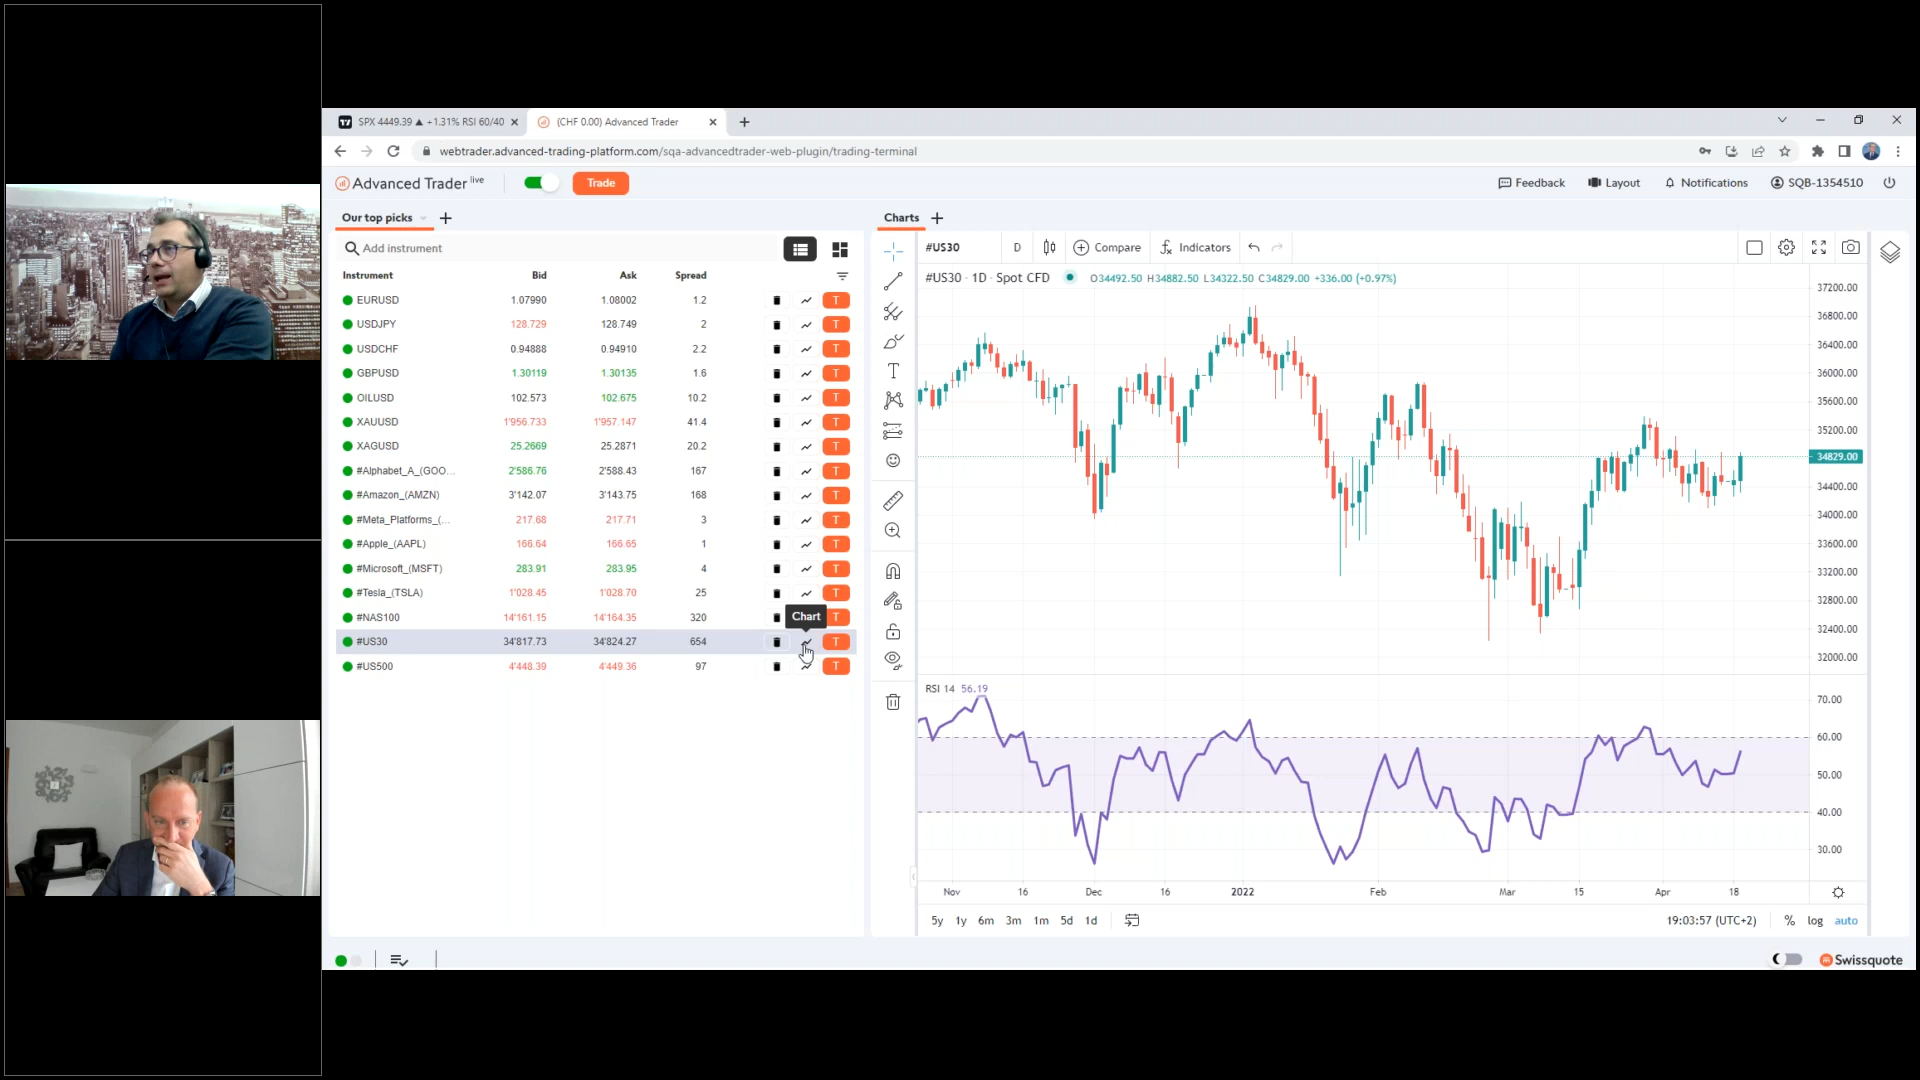 SPX 4449.39 ▲ +1.31% RSI 60/40
(CHF 0.00) Advanced Trader
webtrader.advanced-trading-platform.com/sqa-advancedtrader-web-plugin/trading-terminal
Advanced Trader live
Trade
Feedback
Layout
Notifications
SQB-1354510
Our top picks
Add instrument
Instrument Bid Ask Spread
EURUSD 1.07990 1.08002 1.2 T
USDJPY 128.729 128.749 2 T
USDCHF 0.94888 0.94910 2.2 T
GBPUSD 1.30119 1.30135 1.6 T
OILUSD 102.573 102.675 10.2 T
XAUUSD 1'956.733 1'957.147 41.4 T
XAGUSD 25.2669 25.2871 20.2 T
#Alphabet_A_(GOO... 2'586.76 2'588.43 167 T
#Amazon_(AMZN) 3'142.07 3'143.75 168 T
#Meta_Platforms_(... 217.68 217.71 3 T
#Apple_(AAPL) 166.64 166.65 1 T
#Microsoft_(MSFT) 283.91 283.95 4 T
#Tesla_(TSLA) 1'028.45 1'028.70 25 T
#NAS100 14'161.15 14'164.35 320 T
Chart
#US30 34'817.73 34'824.27 654 T
#US500 4'448.39 4'449.36 97 T
Charts
#US30 D Compare Indicators
#US30 · 1D · Spot CFD O34492.50 H34882.50 L34322.50 C34829.00 +336.00 (+0.97%)
37200.00
36800.00
36400.00
36000.00
35600.00
35200.00
34829.00
34400.00
34000.00
33600.00
33200.00
32800.00
32400.00
32000.00
RSI 14 56.19
70.00
60.00
50.00
40.00
30.00
Nov 16 Dec 16 2022 Feb Mar 15 Apr 18
5y 1y 6m 3m 1m 5d 1d
19:03:57 (UTC+2) % log auto
Swissquote